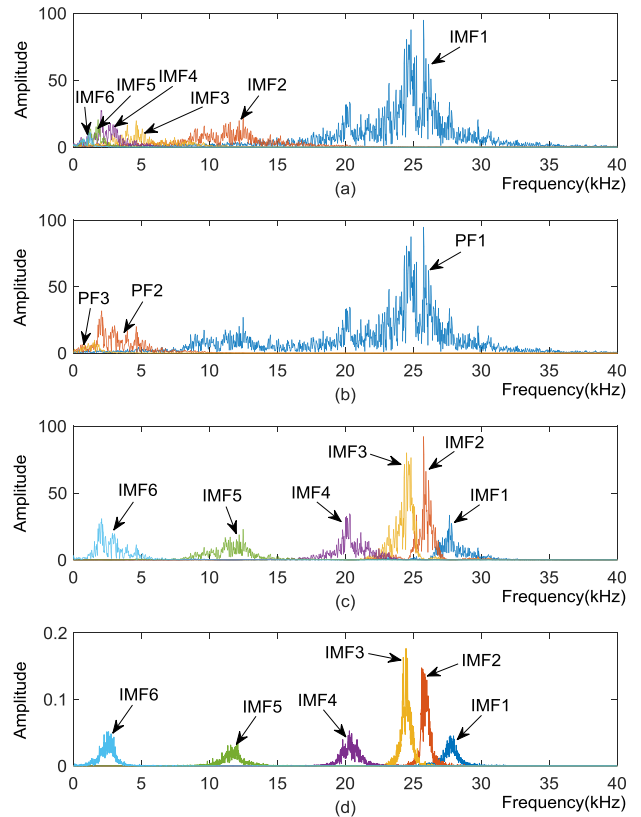 Amplitude
100
50
0
IMF6
IMF5
IMF4
IMF3
IMF2
IMF1
0 5 10 15 20 25 30 35 40
Frequency(kHz)
(a)
Amplitude
100
50
0
PF3
PF2
PF1
0 5 10 15 20 25 30 35 40
Frequency(kHz)
(b)
Amplitude
100
50
0
IMF6
IMF5
IMF4
IMF3
IMF2
IMF1
0 5 10 15 20 25 30 35 40
Frequency(kHz)
(c)
Amplitude
0.2
0.1
0
IMF6
IMF5
IMF4
IMF3
IMF2
IMF1
0 5 10 15 20 25 30 35 40
Frequency(kHz)
(d)